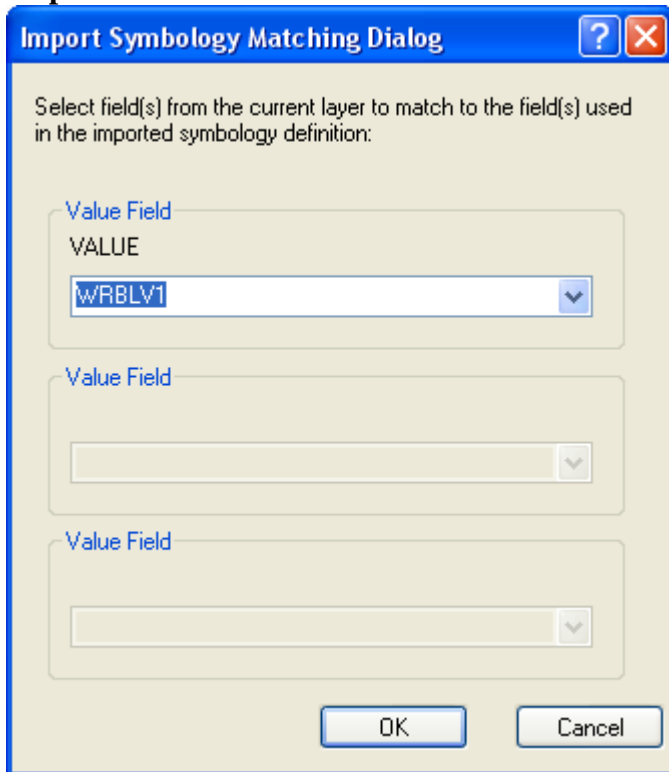 Import Symbology Matching Dialog
Select field(s) from the current layer to match to the field(s) used
in the imported symbology definition:
Value Field
VALUE
WRBLV1
Value Field
Value Field
OK
Cancel